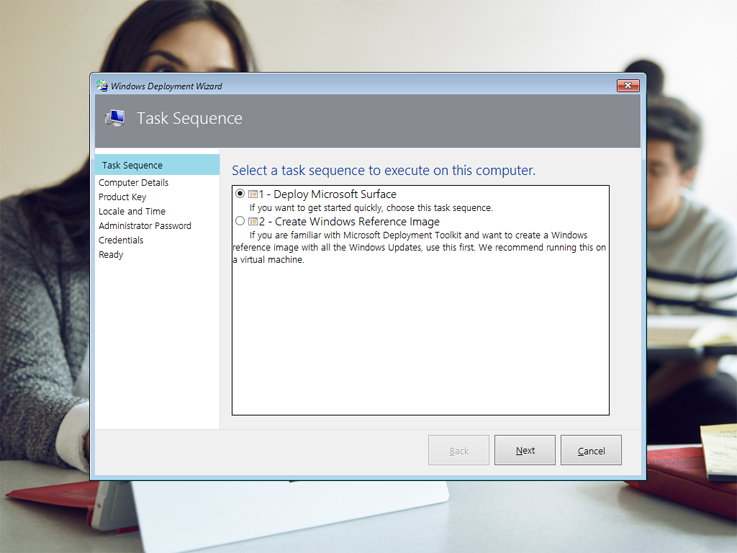 Windows Deployment Wizard
Task Sequence
Task Sequence
Computer Details
Product Key
Locale and Time
Administrator Password
Credentials
Ready
Select a task sequence to execute on this computer.
1 - Deploy Microsoft Surface
If you want to get started quickly, choose this task sequence.
2 - Create Windows Reference Image
If you are familiar with Microsoft Deployment Toolkit and want to create a Windows
reference image with all the Windows Updates, use this first. We recommend running this on
a virtual machine.
Back
Next
Cancel